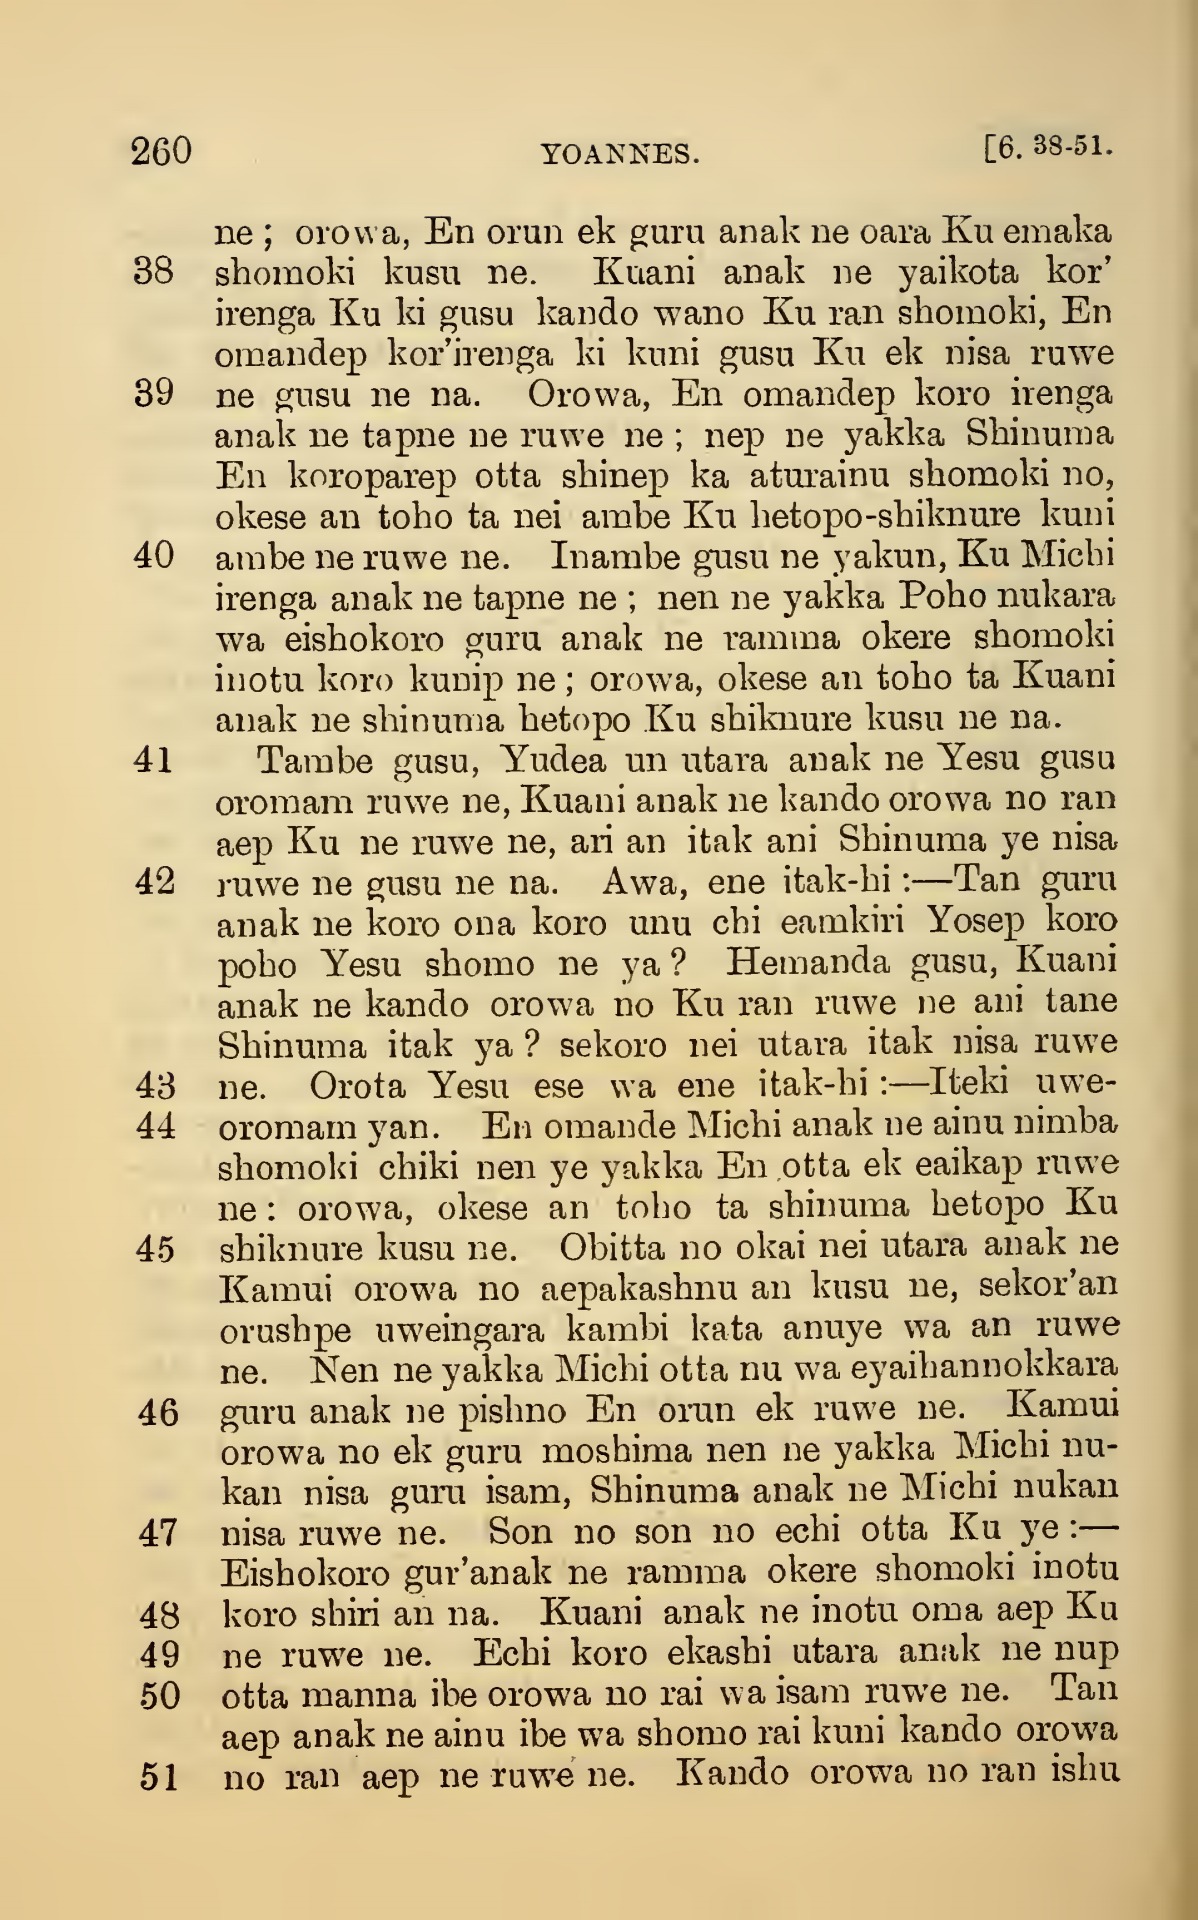 260 YOANNES. [6. 38-51.
ne ; orowa, En orun ek guru anak ne oara Ku emaka
38 shomoki kusu ne. Kuani anak ne yaikota kor'
irenga Ku ki gusu kando wano Ku ran shomoki, En
omandep kor'irenga ki kuni gusu Ku ek nisa ruwe
39 ne gusu ne na. Orowa, En omandep koro irenga
anak ne tapne ne ruwe ne ; nep ne yakka Shinuma
En koroparep otta shinep ka aturainu shomoki no,
okese an toho ta nei ambe Ku hetopo-shiknure kuni
40 ambe ne ruwe ne. Inambe gusu ne yakun, Ku Michi
irenga anak ne tapne ne ; nen ne yakka Poho nukara
wa eishokoro guru anak ne ramma okere shomoki
inotu koro kunip ne ; orowa, okese an toho ta Kuani
anak ne shinuma hetopo Ku shiknure kusu ne na.
41 Tambe gusu, Yudea un utara anak ne Yesu gusu
oromam ruwe ne, Kuani anak ne kando orowa no ran
aep Ku ne ruwe ne, ari an itak ani Shinuma ye nisa
42 ruwe ne gusu ne na. Awa, ene itak-hi :—Tan guru
anak ne koro ona koro unu chi eamkiri Yosep koro
poho Yesu shomo ne ya ? Hemanda gusu, Kuani
anak ne kando orowa no Ku ran ruwe ne ani tane
Shinuma itak ya ? sekoro nei utara itak nisa ruwe
43 ne. Orota Yesu ese wa ene itak-hi :—Iteki uwe-
44 oromam yan. En omande Michi anak ne ainu nimba
shomoki chiki nen ye yakka En otta ek eaikap ruwe
ne : orowa, okese an toho ta shinuma hetopo Ku
45 shiknure kusu ne. Obitta no okai nei utara anak ne
Kamui orowa no aepakashnu an kusu ne, sekor'an
orushpe uweingara kambi kata anuye wa an ruwe
ne. Nen ne yakka Michi otta nu wa eyaihannokkara
46 guru anak ne pishno En orun ek ruwe ne. Kamui
orowa no ek guru moshima nen ne yakka Michi nu-
kan nisa guru isam, Shinuma anak ne Michi nukan
47 nisa ruwe ne. Son no son no echi otta Ku ye :—
Eishokoro gur'anak ne ramma okere shomoki inotu
48 koro shiri an na. Kuani anak ne inotu oma aep Ku
49 ne ruwe ne. Echi koro ekashi utara anak ne nup
50 otta manna ibe orowa no rai wa isam ruwe ne. Tan
aep anak ne ainu ibe wa shomo rai kuni kando orowa
51 no ran aep ne ruwe ne. Kando orowa no ran ishu